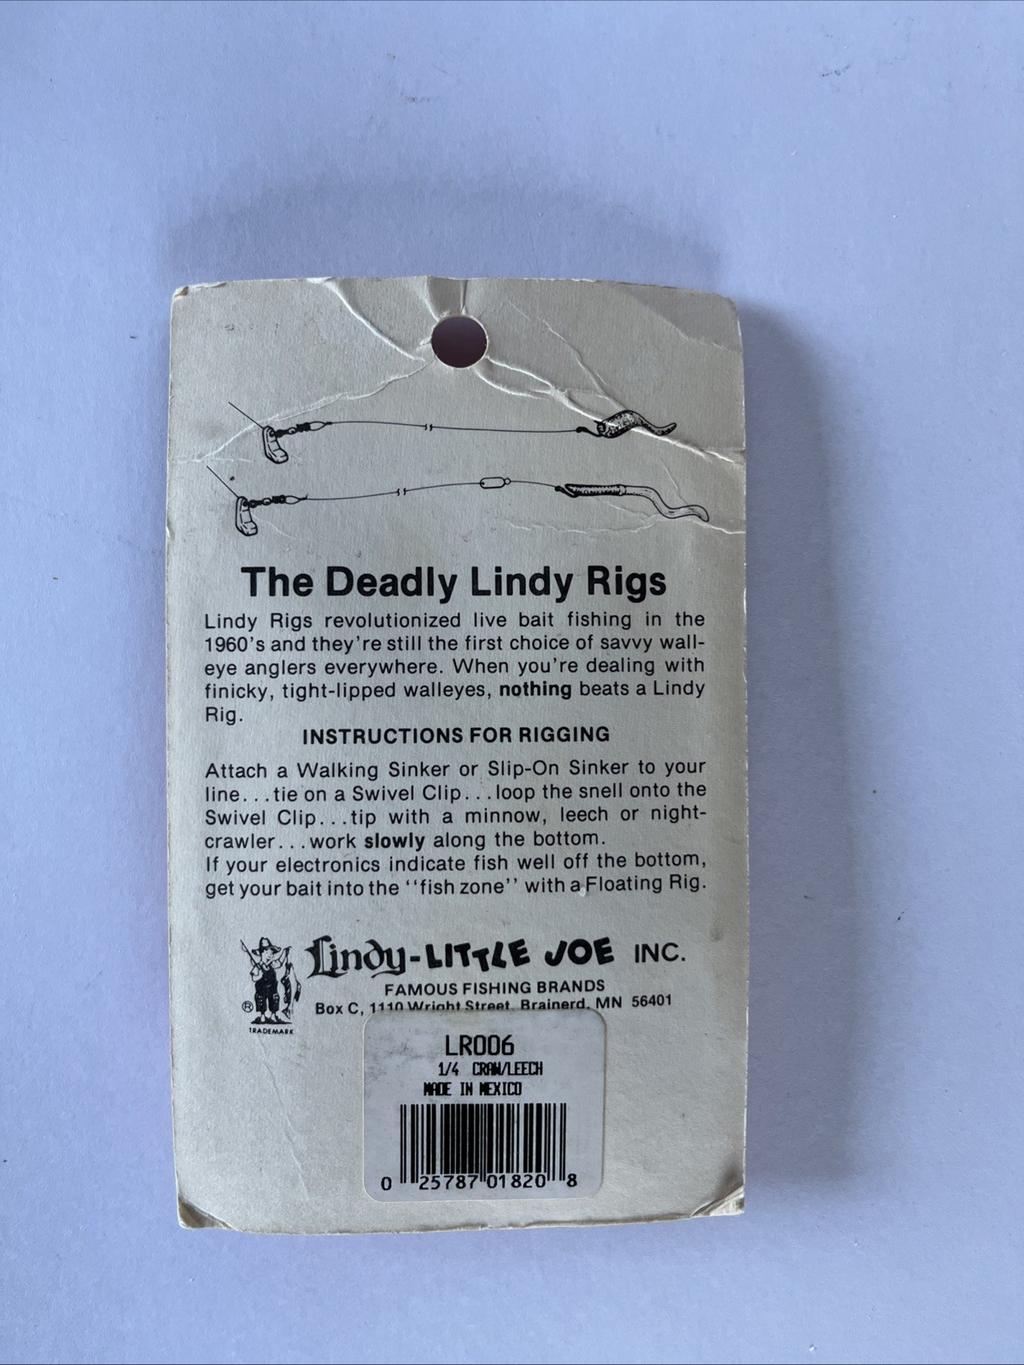 The Deadly Lindy Rigs
Lindy Rigs revolutionized live bait fishing in the
1960's and they're still the first choice of savvy wall-
eye anglers everywhere. When you're dealing with
finicky, tight-lipped walleyes, nothing beats a Lindy
Rig.
INSTRUCTIONS FOR RIGGING
Attach a Walking Sinker or Slip-On Sinker to your
line...tie on a Swivel Clip...loop the snell onto the
Swivel Clip...tip with a minnow, leech or night-
crawler...work slowly along the bottom.
If your electronics indicate fish well off the bottom,
get your bait into the "fish zone" with a Floating Rig.
Lindy-LITTLE JOE INC.
FAMOUS FISHING BRANDS
Box C, 1110 Wright Street, Brainerd, MN 56401
®
TRADEMARK
LR006
1/4 CRAW/LEECH
MADE IN MEXICO
0 25787 01820 8